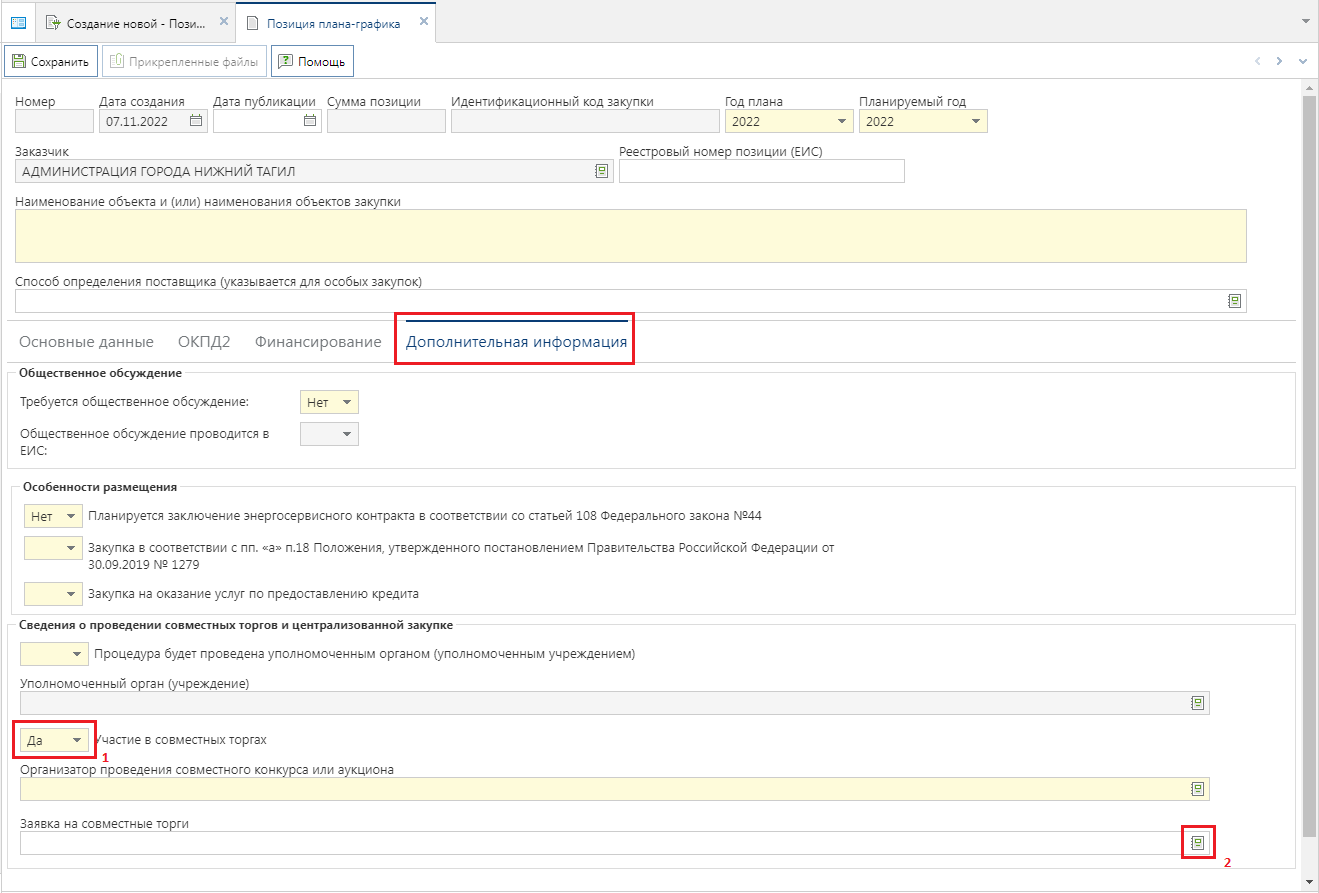 Создание новой - Пози...
Позиция плана-графика
Сохранить
Прикрепленные файлы
Помощь
Номер
Дата создания
Дата публикации
Сумма позиции
Идентификационный код закупки
Год плана
Планируемый год
07.11.2022
2022
2022
Заказчик
Реестровый номер позиции (ЕИС)
АДМИНИСТРАЦИЯ ГОРОДА НИЖНИЙ ТАГИЛ
Наименование объекта и (или) наименования объектов закупки
Способ определения поставщика (указывается для особых закупок)
Основные данные
ОКПД2
Финансирование
Дополнительная информация
Общественное обсуждение
Требуется общественное обсуждение:
Нет
Общественное обсуждение проводится в
ЕИС:
Особенности размещения
Нет
Планируется заключение энергосервисного контракта в соответствии со статьей 108 Федерального закона №44
Закупка в соответствии с пп. «а» п.18 Положения, утвержденного постановлением Правительства Российской Федерации от
30.09.2019 № 1279
Закупка на оказание услуг по предоставлению кредита
Сведения о проведении совместных торгов и централизованной закупке
Процедура будет проведена уполномоченным органом (уполномоченным учреждением)
Уполномоченный орган (учреждение)
Да
Участие в совместных торгах
1
Организатор проведения совместного конкурса или аукциона
Заявка на совместные торги
2